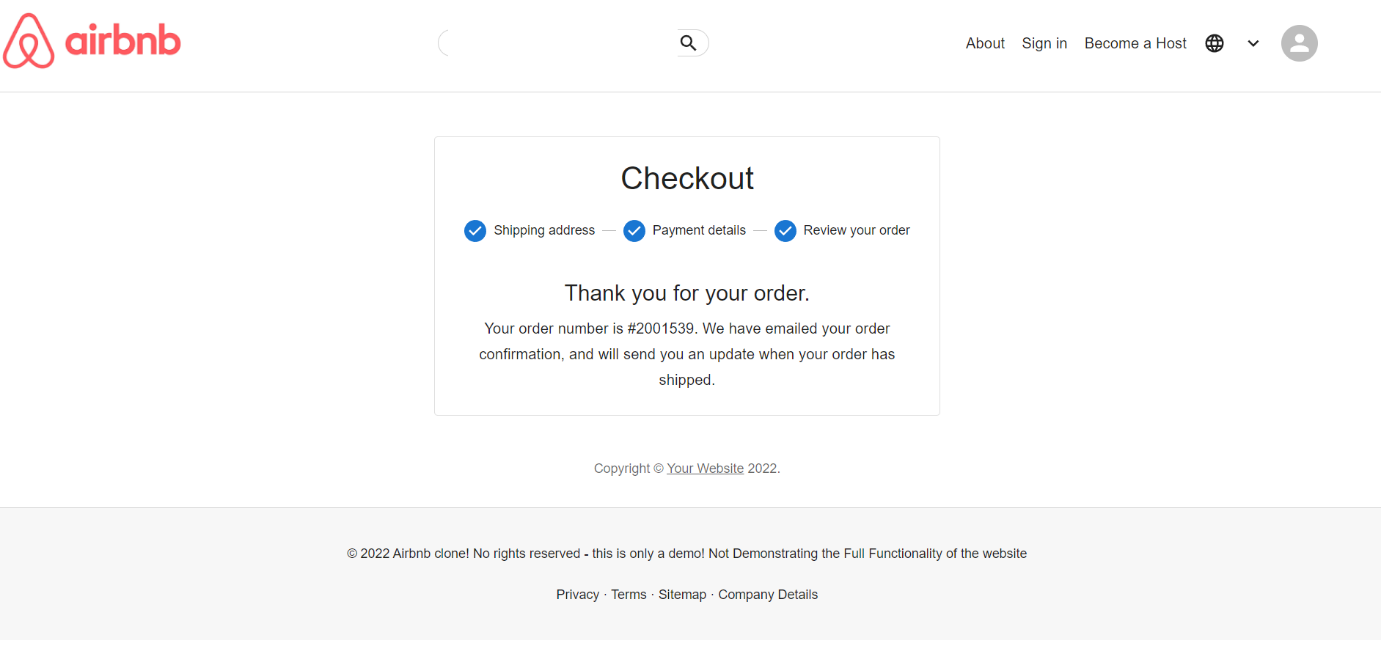 airbnb
About Sign in Become a Host
Checkout
Shipping address Payment details Review your order
Thank you for your order.
Your order number is #2001539. We have emailed your order
confirmation, and will send you an update when your order has
shipped.
Copyright © Your Website 2022.
© 2022 Airbnb clone! No rights reserved - this is only a demo! Not Demonstrating the Full Functionality of the website
Privacy · Terms · Sitemap · Company Details